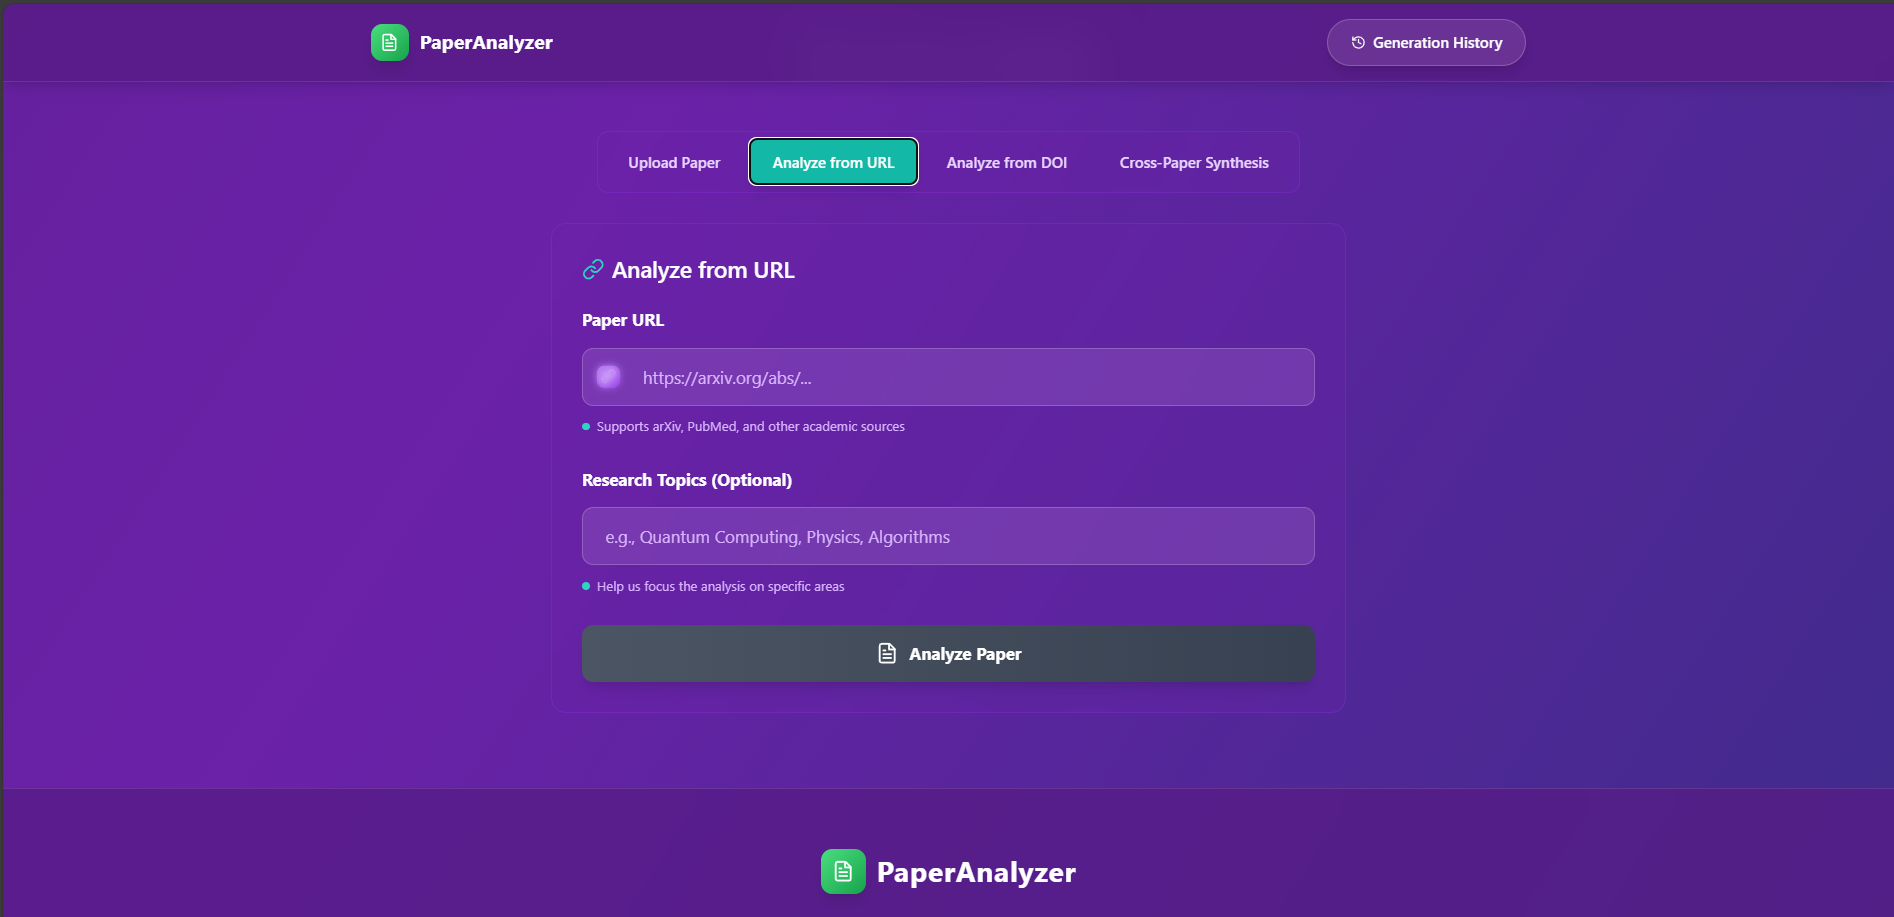 PaperAnalyzer
Generation History
Upload Paper
Analyze from URL
Analyze from DOI
Cross-Paper Synthesis
Analyze from URL
Paper URL
https://arxiv.org/abs/...
Supports arXiv, PubMed, and other academic sources
Research Topics (Optional)
e.g., Quantum Computing, Physics, Algorithms
Help us focus the analysis on specific areas
Analyze Paper
PaperAnalyzer